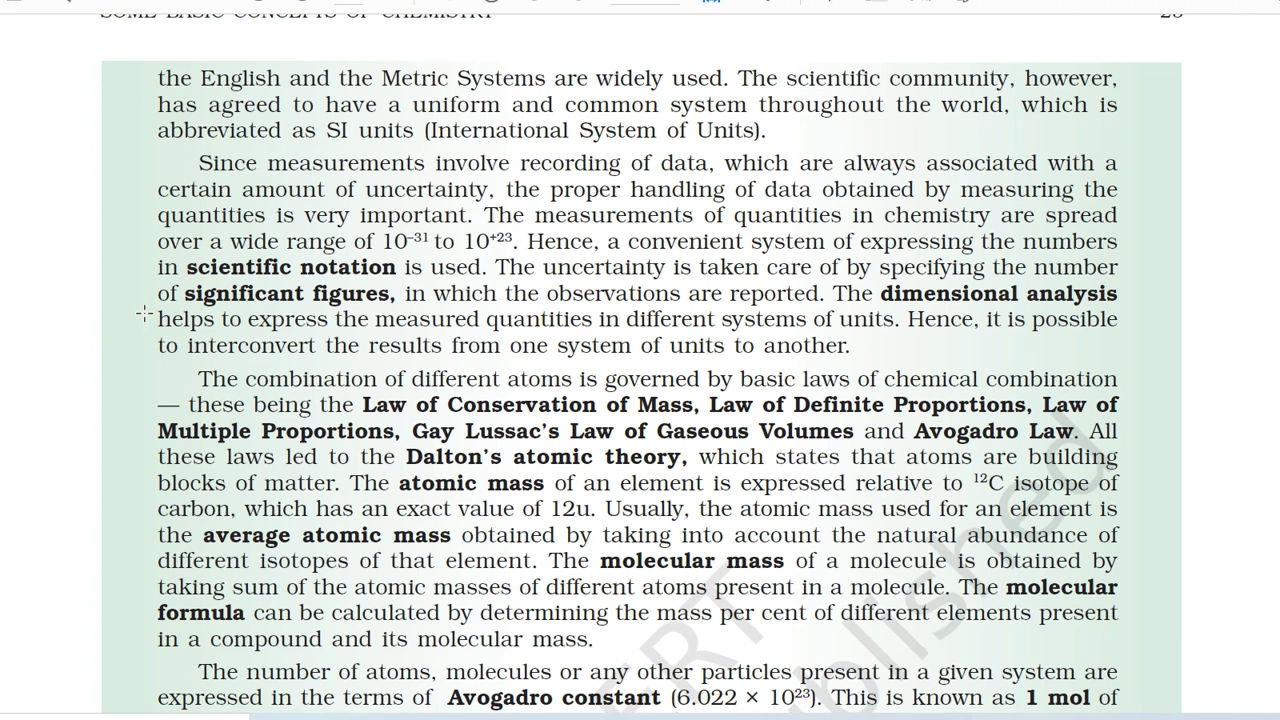 SOME BASIC CONCEPTS OF CHEMISTRY
the English and the Metric Systems are widely used. The scientific community, however,
has agreed to have a uniform and common system throughout the world, which is
abbreviated as SI units (International System of Units).
Since measurements involve recording of data, which are always associated with a
certain amount of uncertainty, the proper handling of data obtained by measuring the
quantities is very important. The measurements of quantities in chemistry are spread
over a wide range of 10⁻³¹ to 10⁺²³. Hence, a convenient system of expressing the numbers
in scientific notation is used. The uncertainty is taken care of by specifying the number
of significant figures, in which the observations are reported. The dimensional analysis
helps to express the measured quantities in different systems of units. Hence, it is possible
to interconvert the results from one system of units to another.
The combination of different atoms is governed by basic laws of chemical combination
— these being the Law of Conservation of Mass, Law of Definite Proportions, Law of
Multiple Proportions, Gay Lussac's Law of Gaseous Volumes and Avogadro Law. All
these laws led to the Dalton's atomic theory, which states that atoms are building
blocks of matter. The atomic mass of an element is expressed relative to ¹²C isotope of
carbon, which has an exact value of 12u. Usually, the atomic mass used for an element is
the average atomic mass obtained by taking into account the natural abundance of
different isotopes of that element. The molecular mass of a molecule is obtained by
taking sum of the atomic masses of different atoms present in a molecule. The molecular
formula can be calculated by determining the mass per cent of different elements present
in a compound and its molecular mass.
The number of atoms, molecules or any other particles present in a given system are
expressed in the terms of Avogadro constant (6.022 × 10²³). This is known as 1 mol of